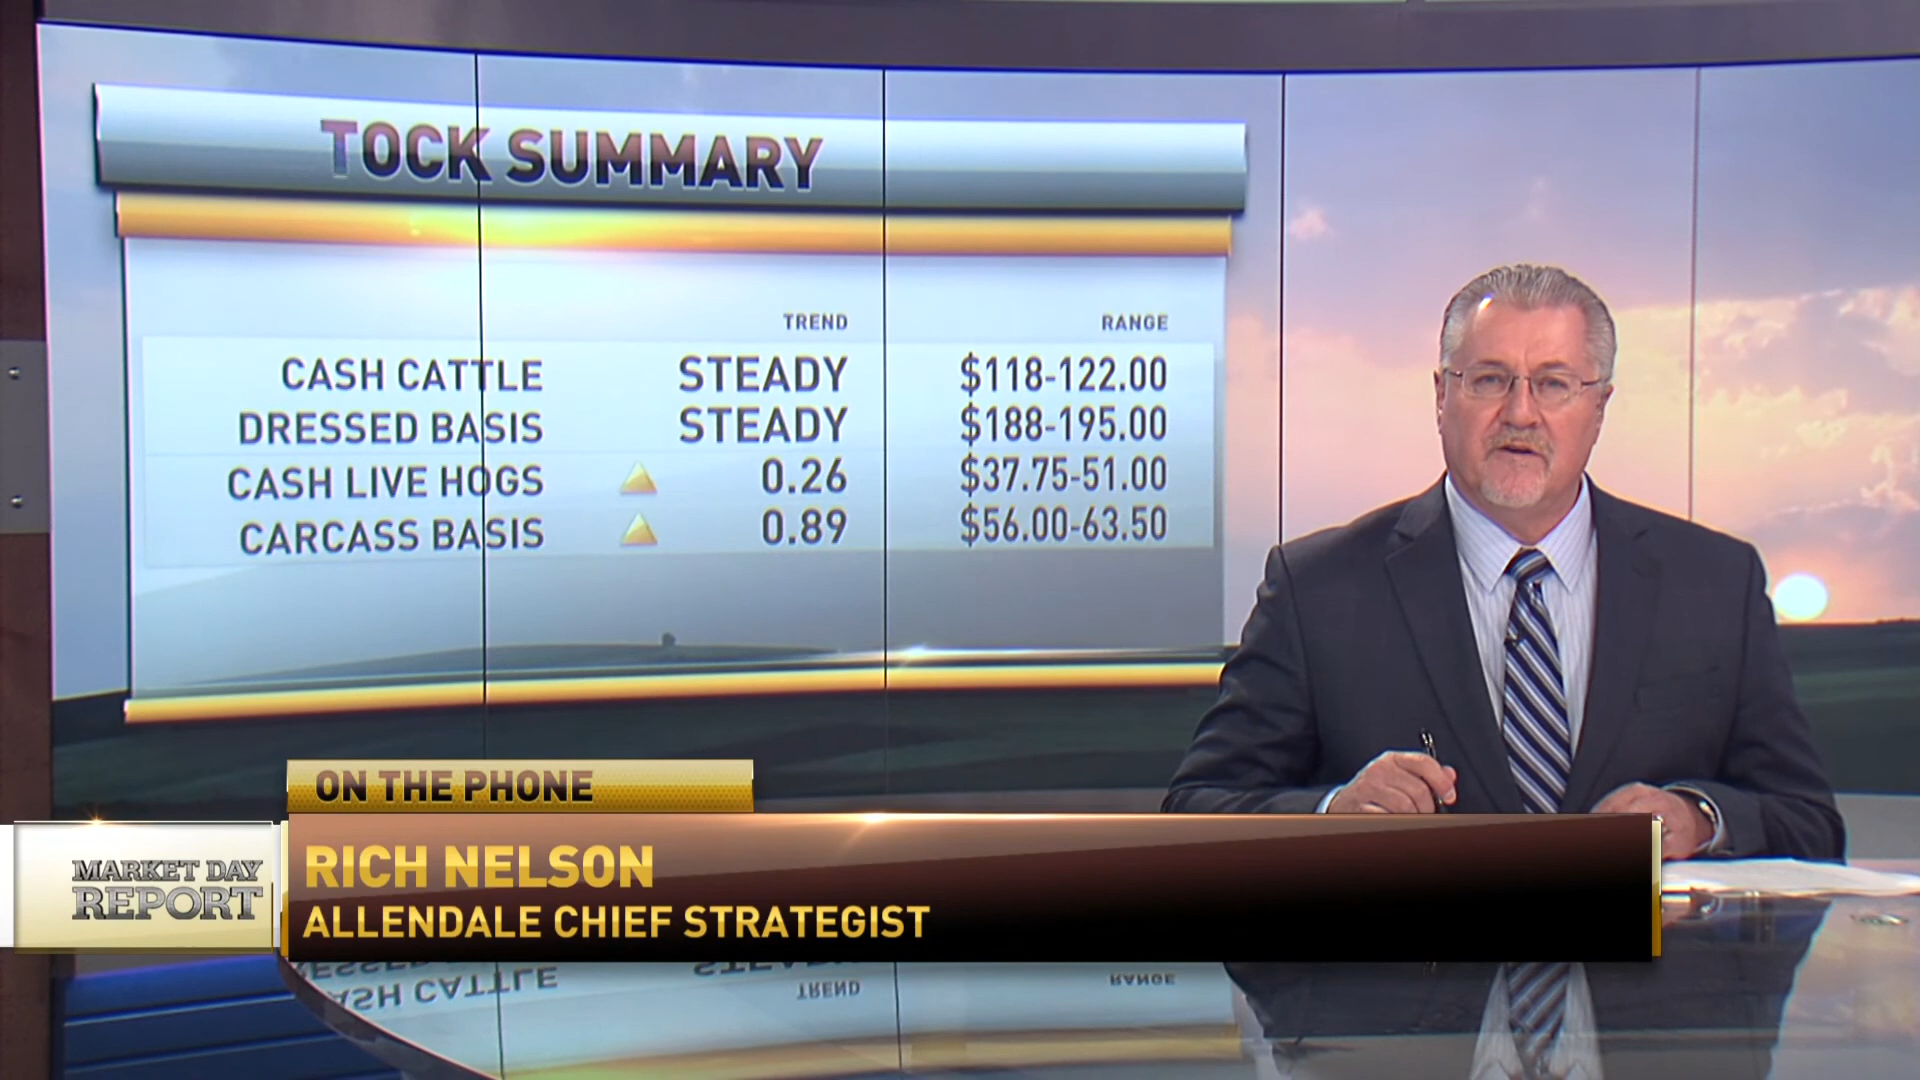 TOCK SUMMARY
TREND RANGE
CASH CATTLE STEADY $118-122.00
DRESSED BASIS STEADY $188-195.00
CASH LIVE HOGS 0.26 $37.75-51.00
CARCASS BASIS 0.89 $56.00-63.50
ON THE PHONE
MARKET DAY
REPORT
RICH NELSON
ALLENDALE CHIEF STRATEGIST